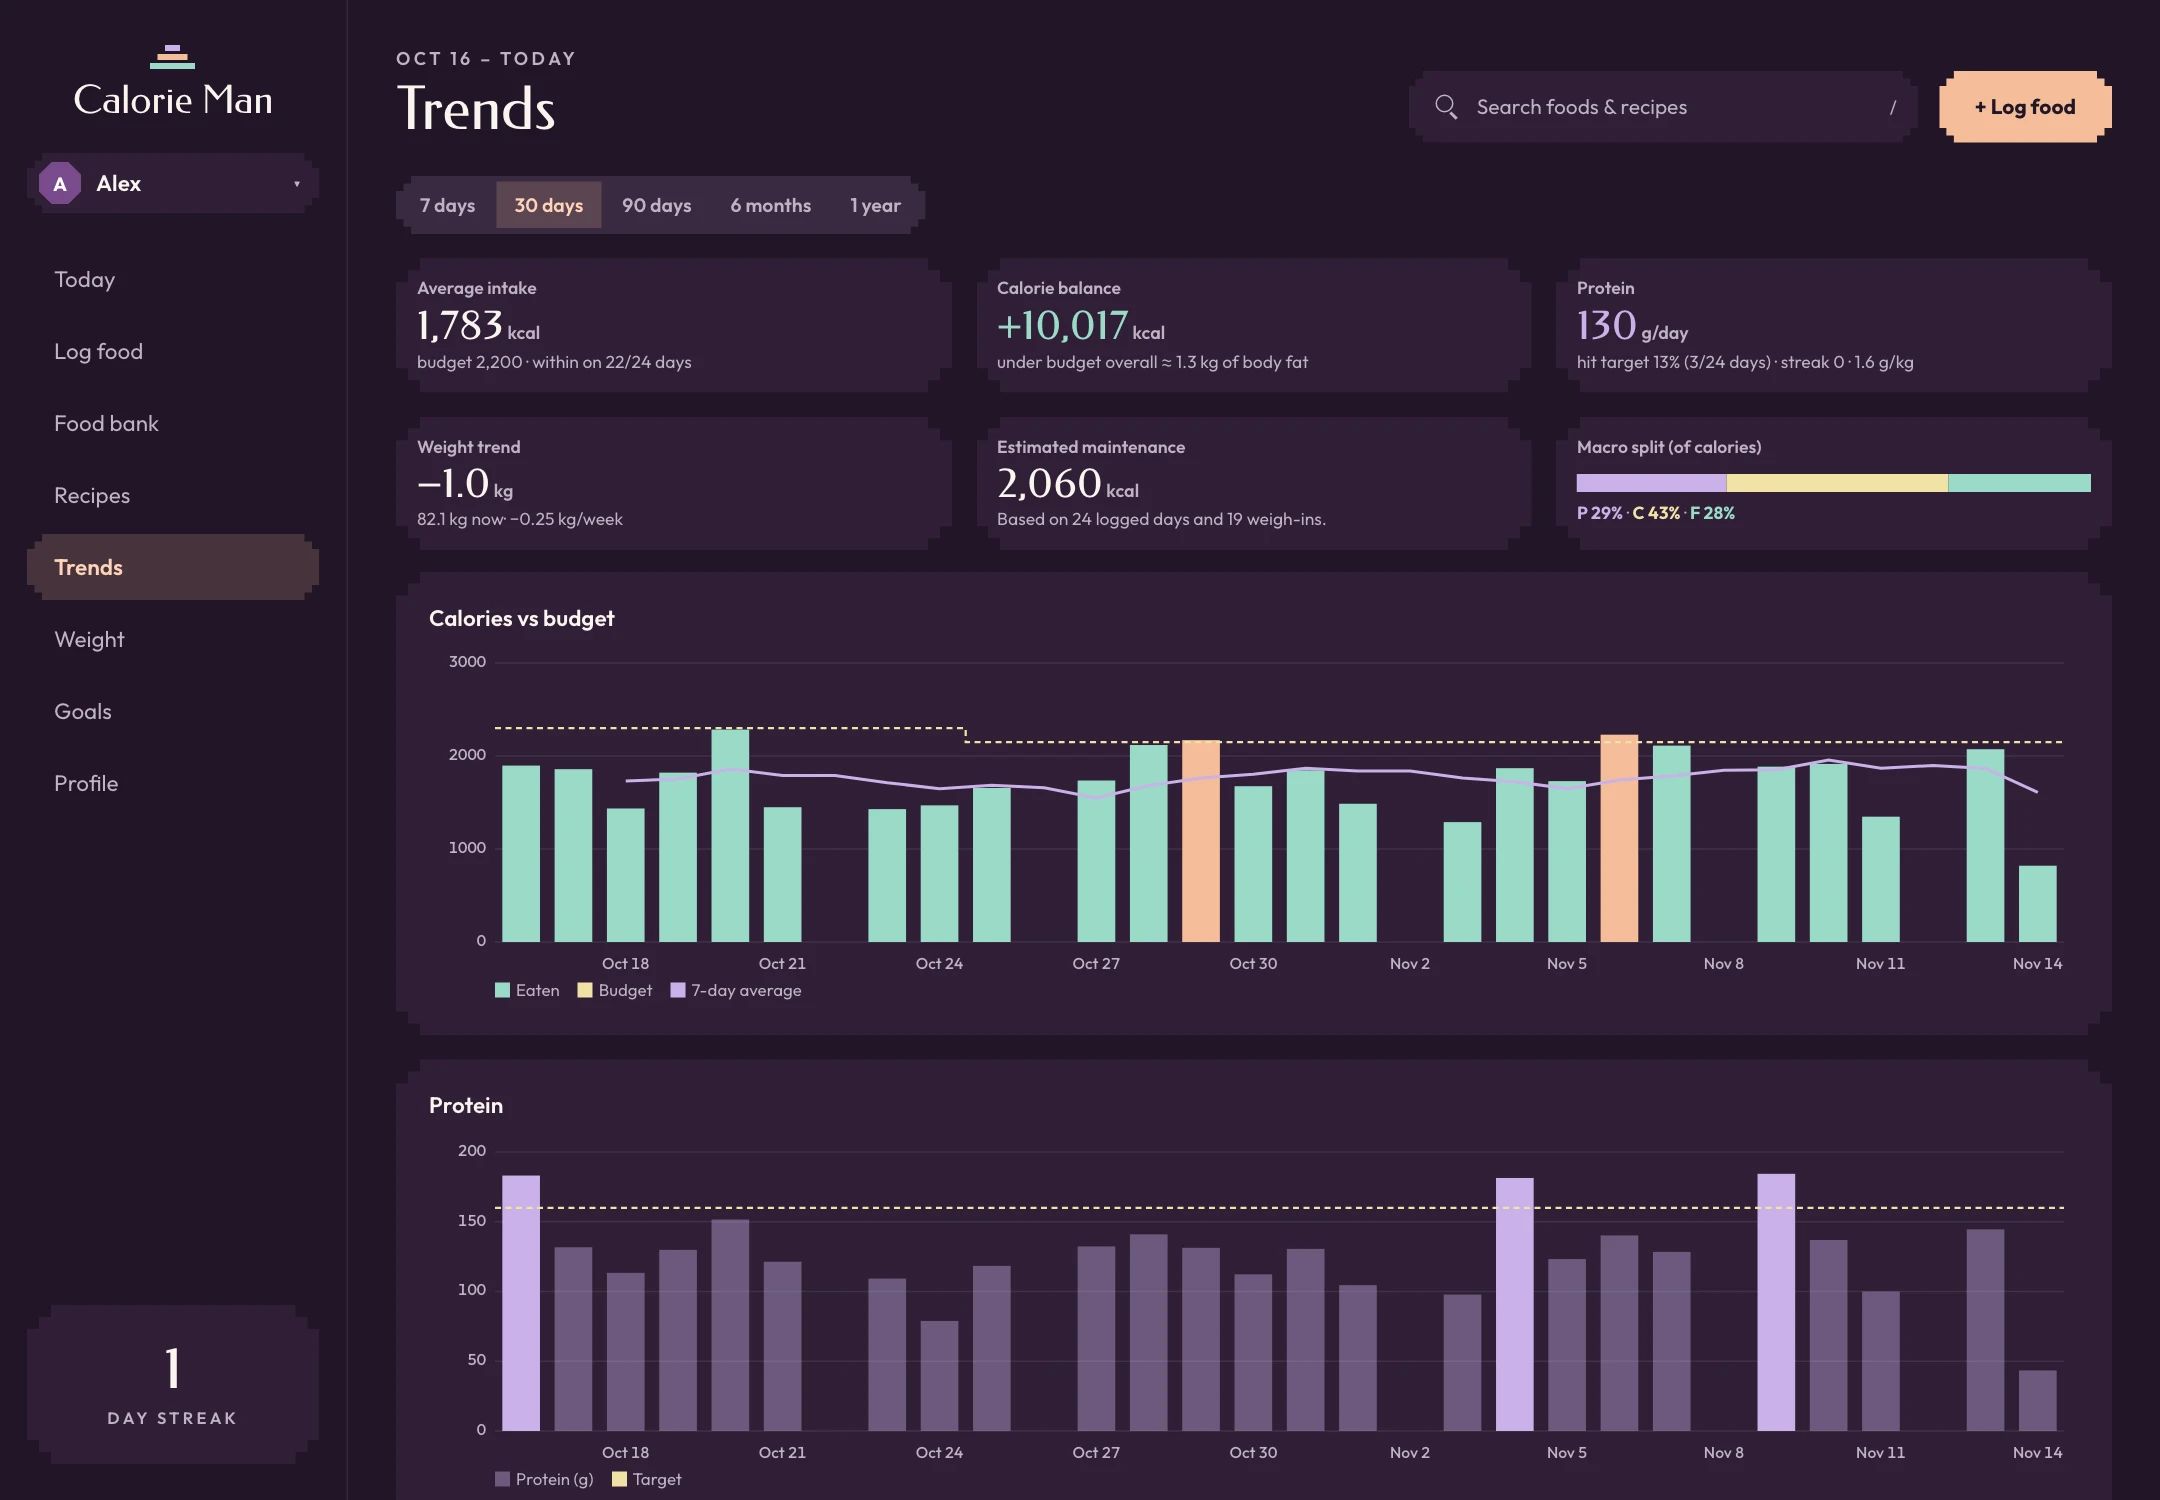 Calorie Man
A Alex ▾
Today
Log food
Food bank
Recipes
Trends
Weight
Goals
Profile
1
DAY STREAK
OCT 16 – TODAY
Trends
Search foods & recipes /
+ Log food
7 days 30 days 90 days 6 months 1 year
Average intake
1,783 kcal
budget 2,200 · within on 22/24 days
Calorie balance
+10,017 kcal
under budget overall ≈ 1.3 kg of body fat
Protein
130 g/day
hit target 13% (3/24 days) · streak 0 · 1.6 g/kg
Weight trend
−1.0 kg
82.1 kg now · −0.25 kg/week
Estimated maintenance
2,060 kcal
Based on 24 logged days and 19 weigh-ins.
Macro split (of calories)
P 29% · C 43% · F 28%
Calories vs budget
3000
2000
1000
0
Oct 18 Oct 21 Oct 24 Oct 27 Oct 30 Nov 2 Nov 5 Nov 8 Nov 11 Nov 14
Eaten Budget 7-day average
Protein
200
150
100
50
0
Oct 18 Oct 21 Oct 24 Oct 27 Oct 30 Nov 2 Nov 5 Nov 8 Nov 11 Nov 14
Protein (g) Target